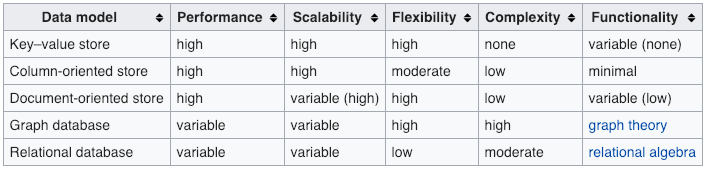 Data model Performance Scalability Flexibility Complexity Functionality
Key–value store high high high none variable (none)
Column-oriented store high high moderate low minimal
Document-oriented store high variable (high) high low variable (low)
Graph database variable variable high high graph theory
Relational database variable variable low moderate relational algebra